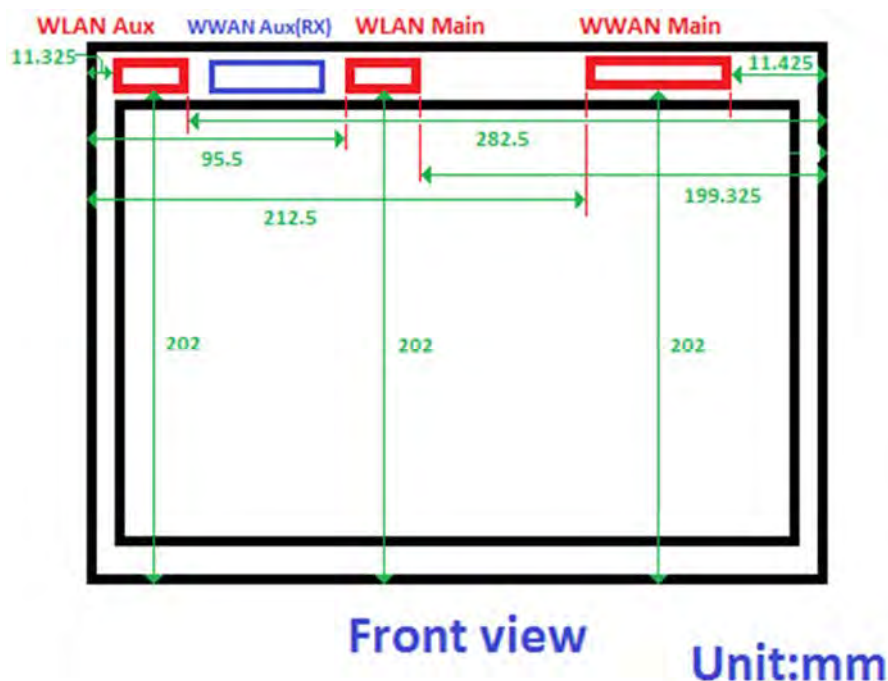 WLAN Aux WWAN Aux(RX) WLAN Main WWAN Main
11.325 11.425
282.5
95.5
199.325
212.5
202 202 202
Front view
Unit:mm